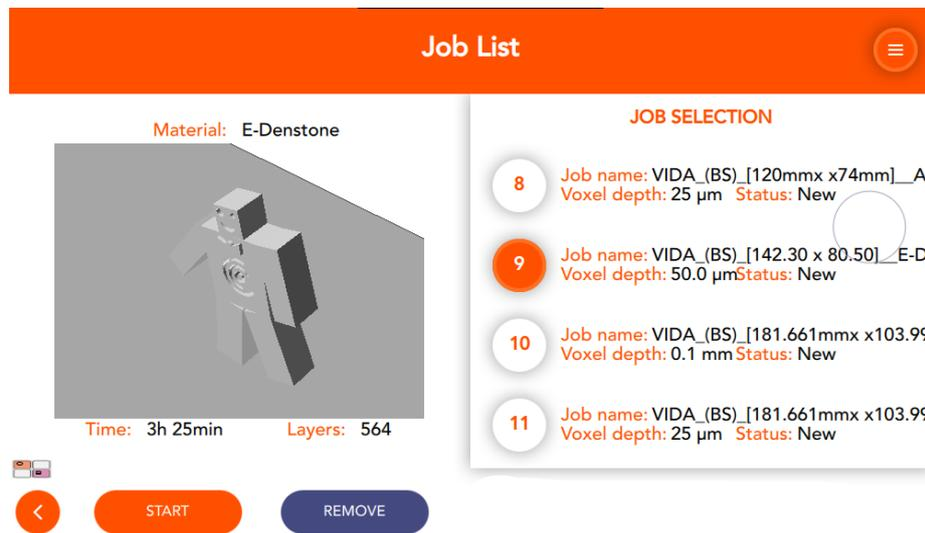 Job List
Material: E-Denstone
Time: 3h 25min Layers: 564
START REMOVE
JOB SELECTION
8
Job name: VIDA_(BS)_[120mmx x74mm]__A
Voxel depth: 25 µm Status: New
9
Job name: VIDA_(BS)_[142.30 x 80.50]__E-D
Voxel depth: 50.0 µm Status: New
10
Job name: VIDA_(BS)_[181.661mmx x103.99
Voxel depth: 0.1 mm Status: New
11
Job name: VIDA_(BS)_[181.661mmx x103.99
Voxel depth: 25 µm Status: New